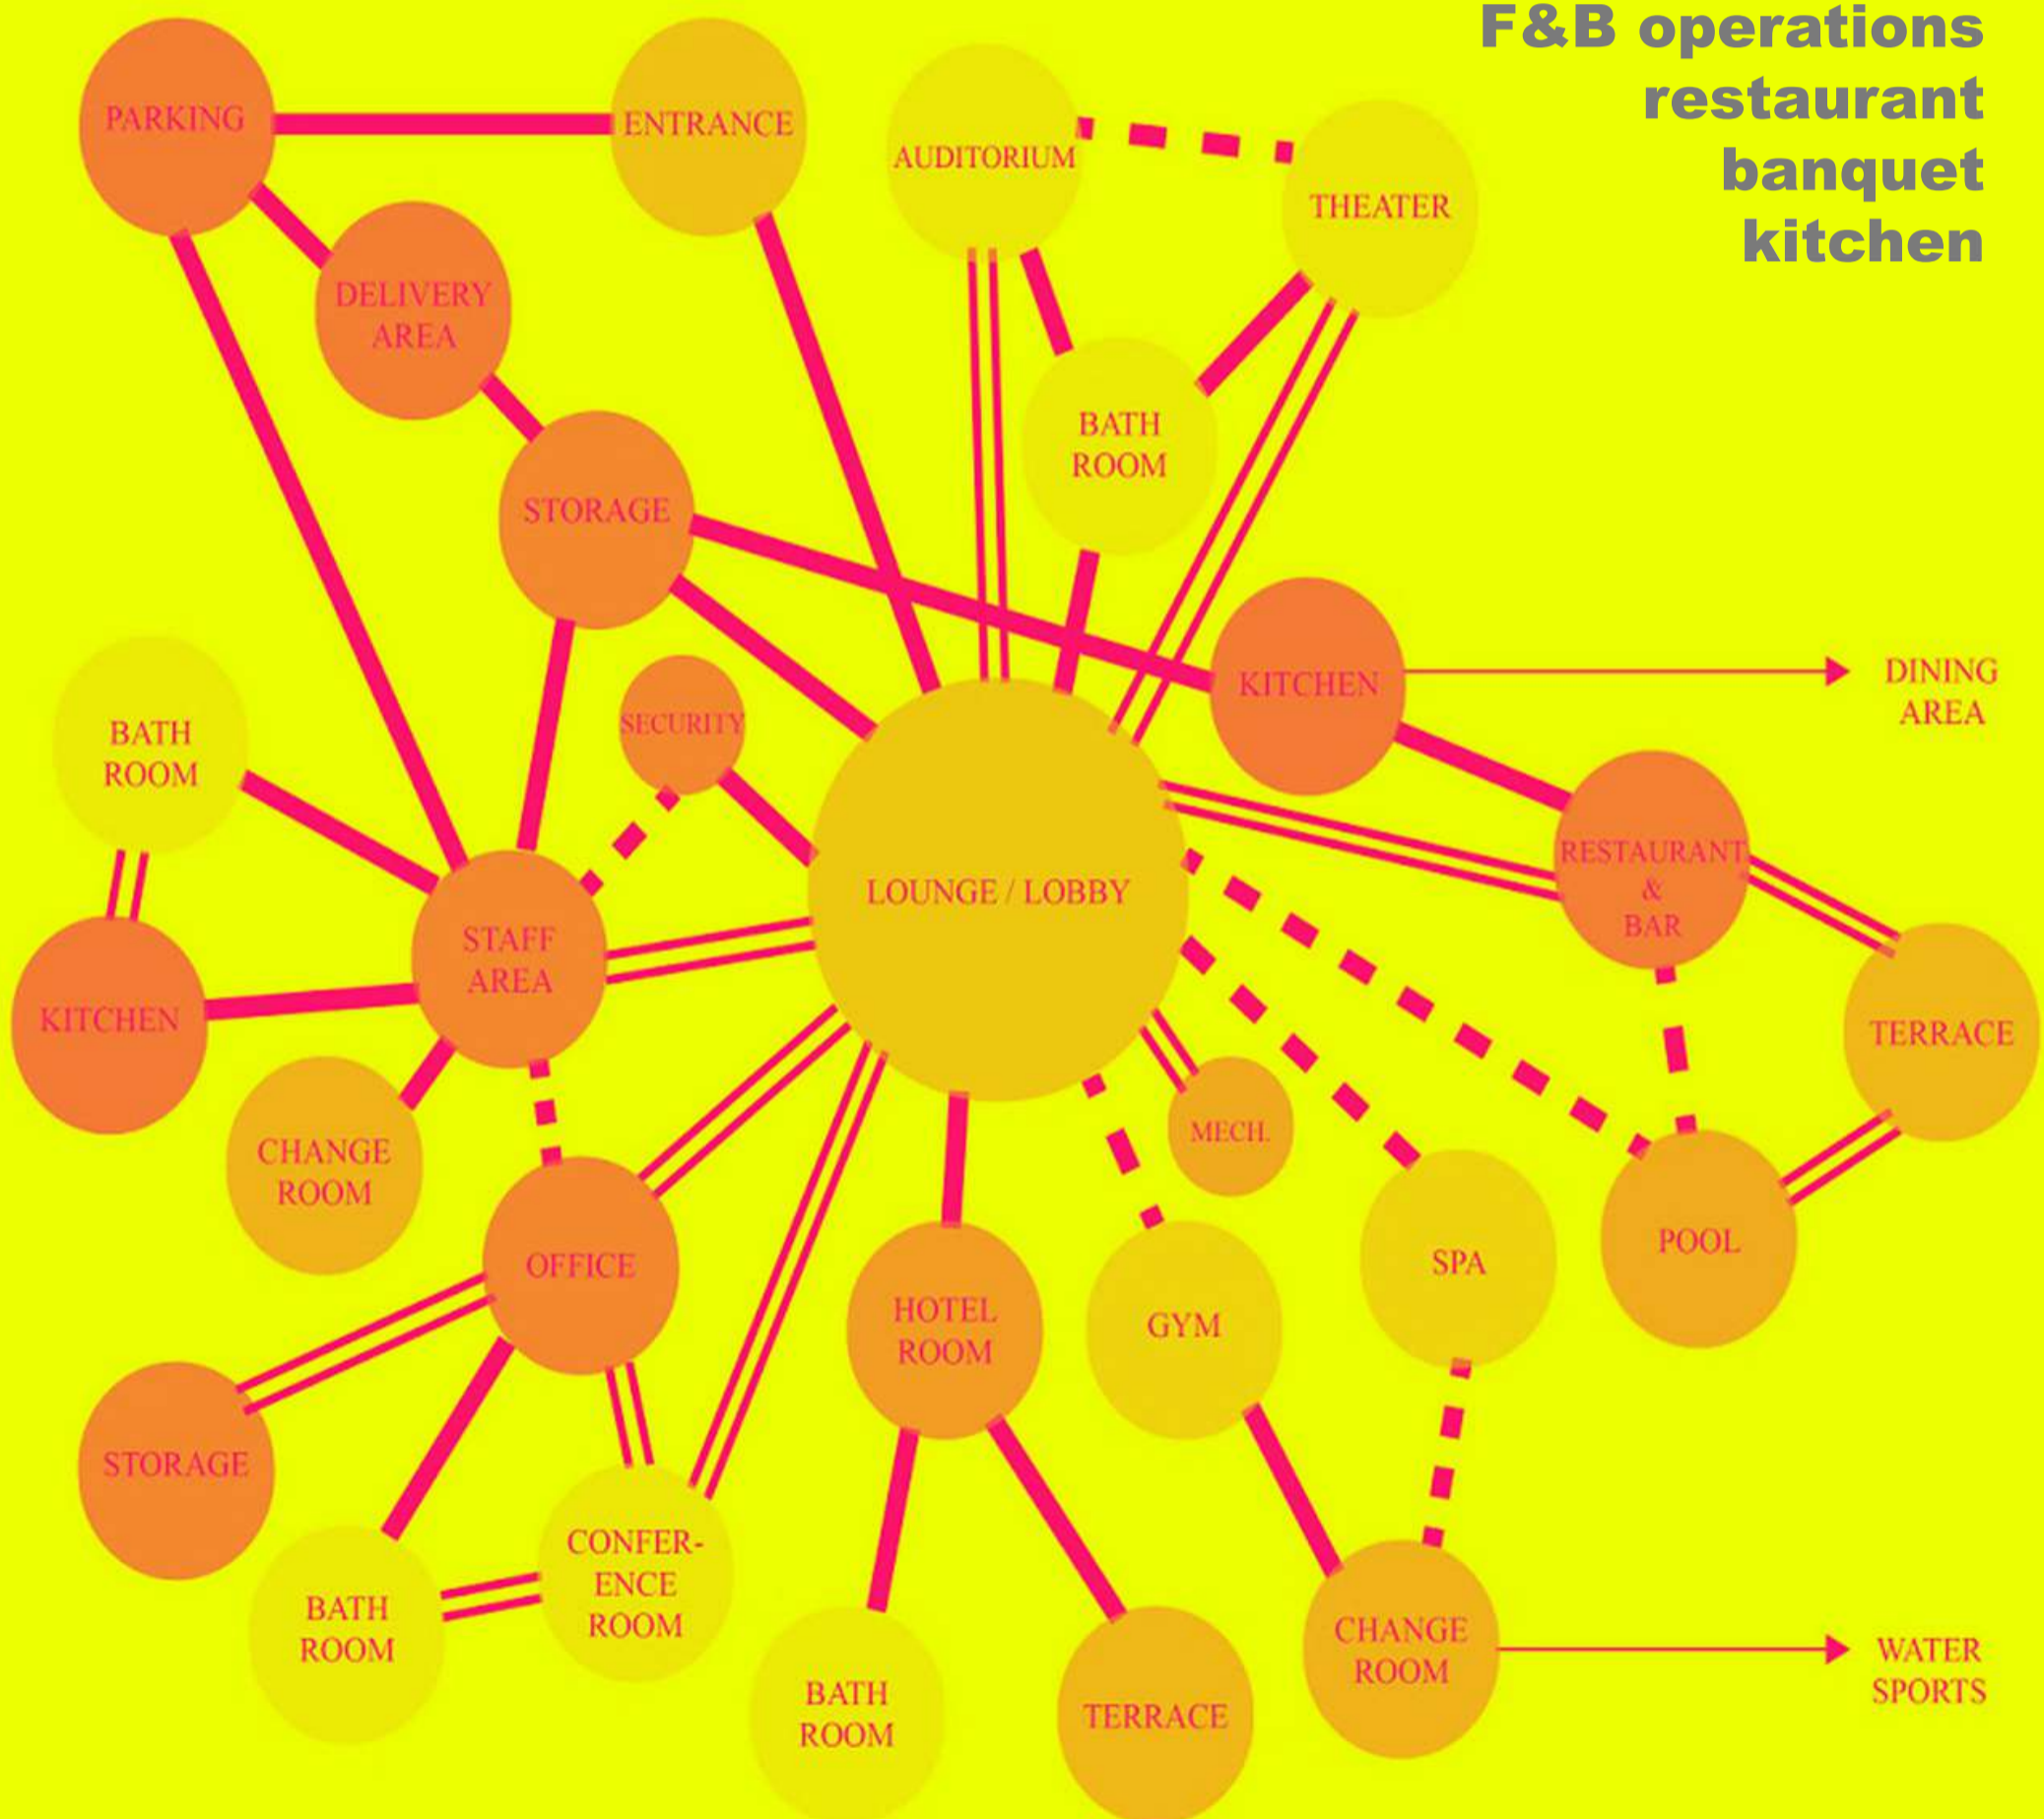 F&B operations
restaurant
banquet
kitchen
PARKING
ENTRANCE
AUDITORIUM
THEATER
DELIVERY
AREA
BATH
ROOM
STORAGE
KITCHEN
DINING
AREA
SECURITY
BATH
ROOM
LOUNGE / LOBBY
RESTAURANT
&
BAR
STAFF
AREA
KITCHEN
TERRACE
MECH.
CHANGE
ROOM
OFFICE
HOTEL
ROOM
GYM
SPA
POOL
STORAGE
CONFER-
ENCE
ROOM
BATH
ROOM
BATH
ROOM
TERRACE
CHANGE
ROOM
WATER
SPORTS